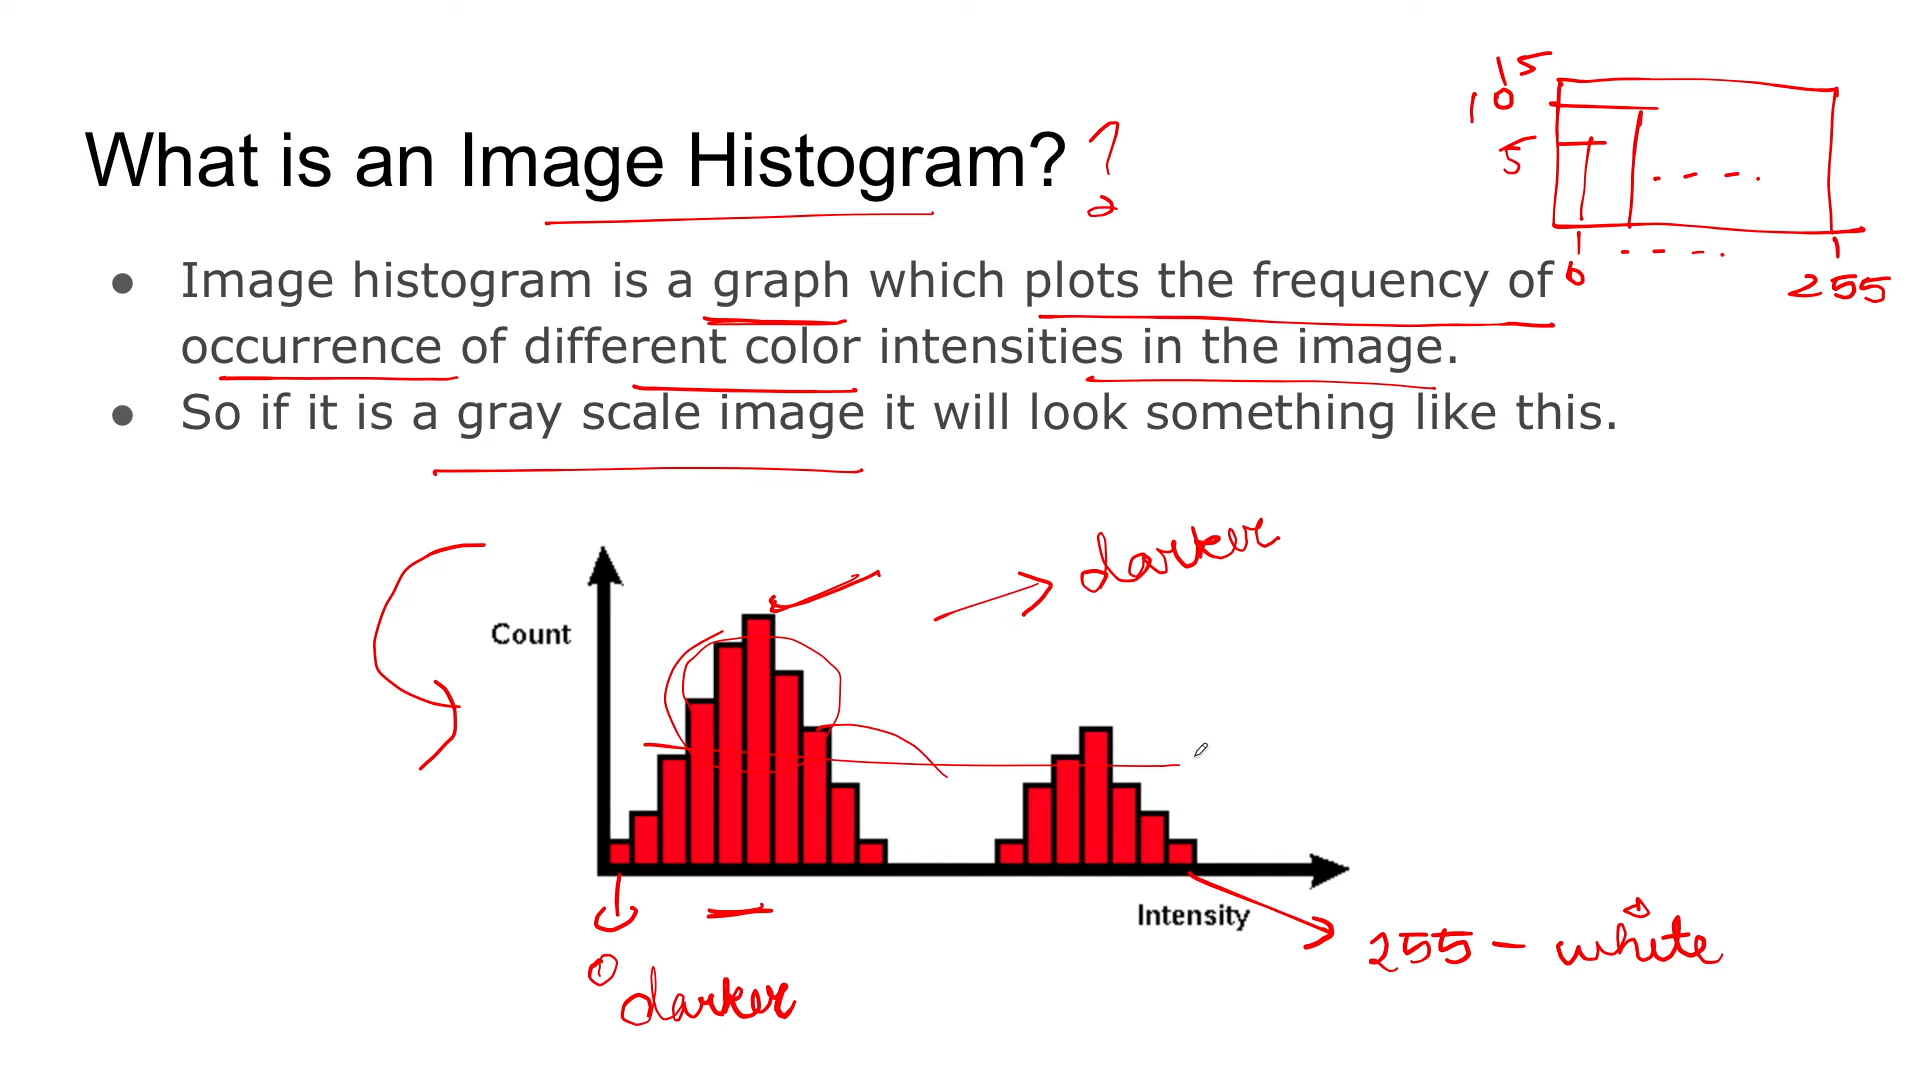 15
What is an Image Histogram? ?
10
5
0 255
● Image histogram is a graph which plots the frequency of
occurrence of different color intensities in the image.
● So if it is a gray scale image it will look something like this.
darker
Count
Intensity
255 - white
0
darker